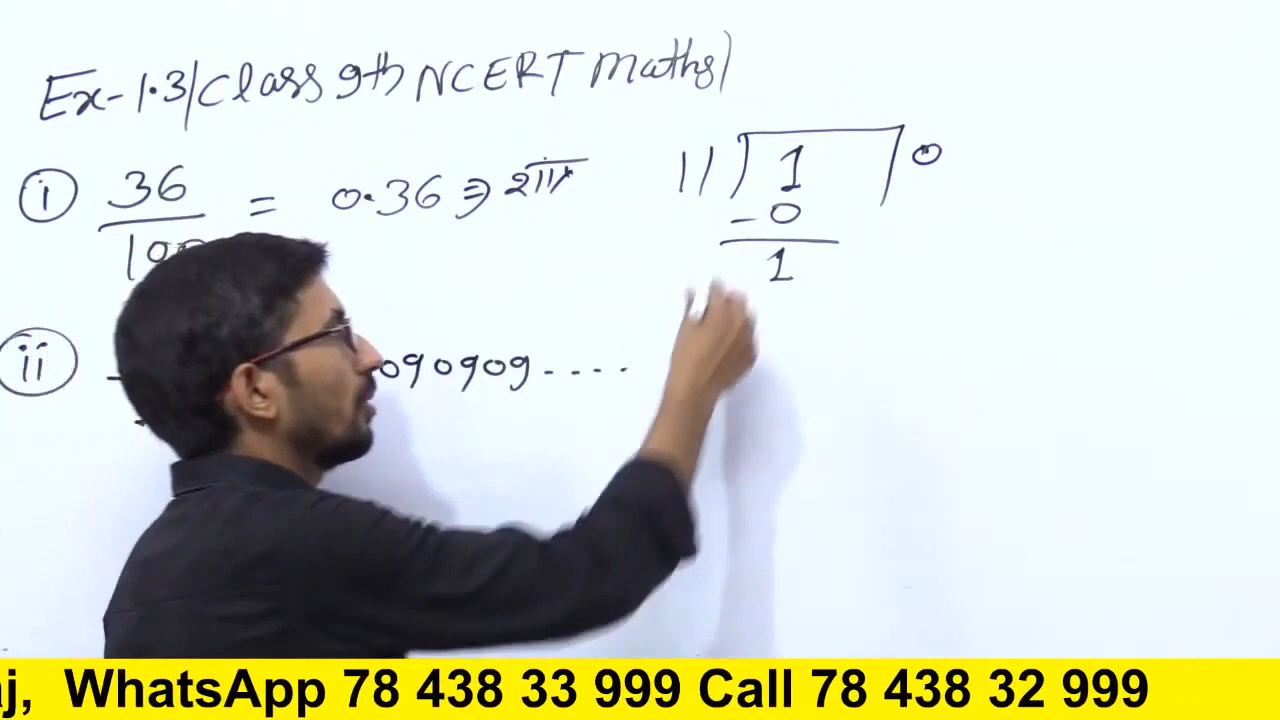 Ex-1.3/Class 9th NCERT Maths)
i 36/100 = 0.36 ⇒
11 ) 1 ( 0
- 0
1
ii 090909....
aj, WhatsApp 78 438 33 999 Call 78 438 32 999